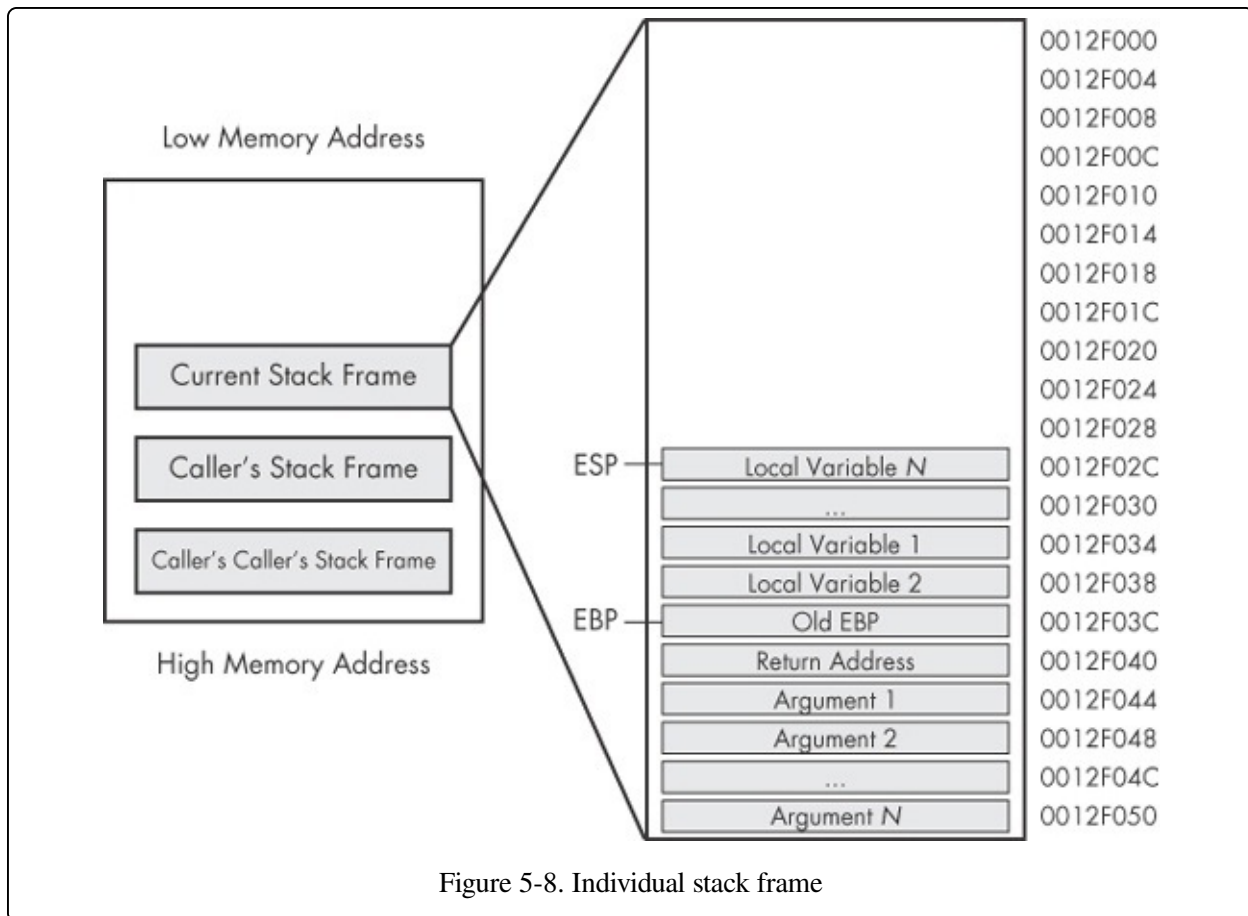 Low Memory Address
Current Stack Frame
Caller's Stack Frame
Caller's Caller's Stack Frame
High Memory Address
0012F000
0012F004
0012F008
0012F00C
0012F010
0012F014
0012F018
0012F01C
0012F020
0012F024
0012F028
ESP Local Variable N 0012F02C
... 0012F030
Local Variable 1 0012F034
Local Variable 2 0012F038
EBP Old EBP 0012F03C
Return Address 0012F040
Argument 1 0012F044
Argument 2 0012F048
... 0012F04C
Argument N 0012F050
Figure 5-8. Individual stack frame